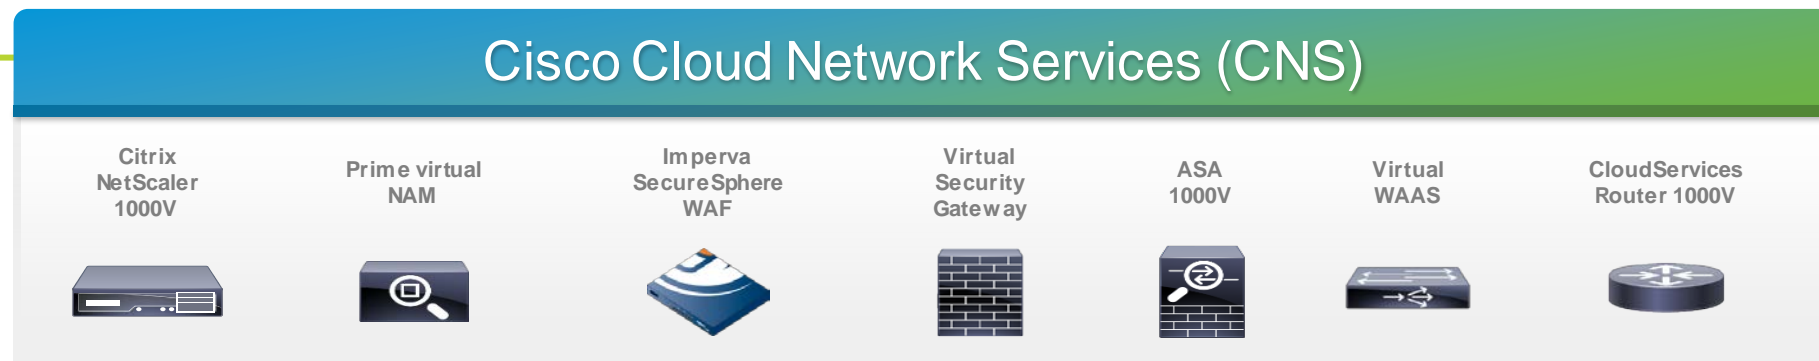 Cisco Cloud Network Services (CNS)
Citrix
NetScaler
1000V
Prime virtual
NAM
Imperva
SecureSphere
WAF
Virtual
Security
Gateway
ASA
1000V
Virtual
WAAS
CloudServices
Router 1000V